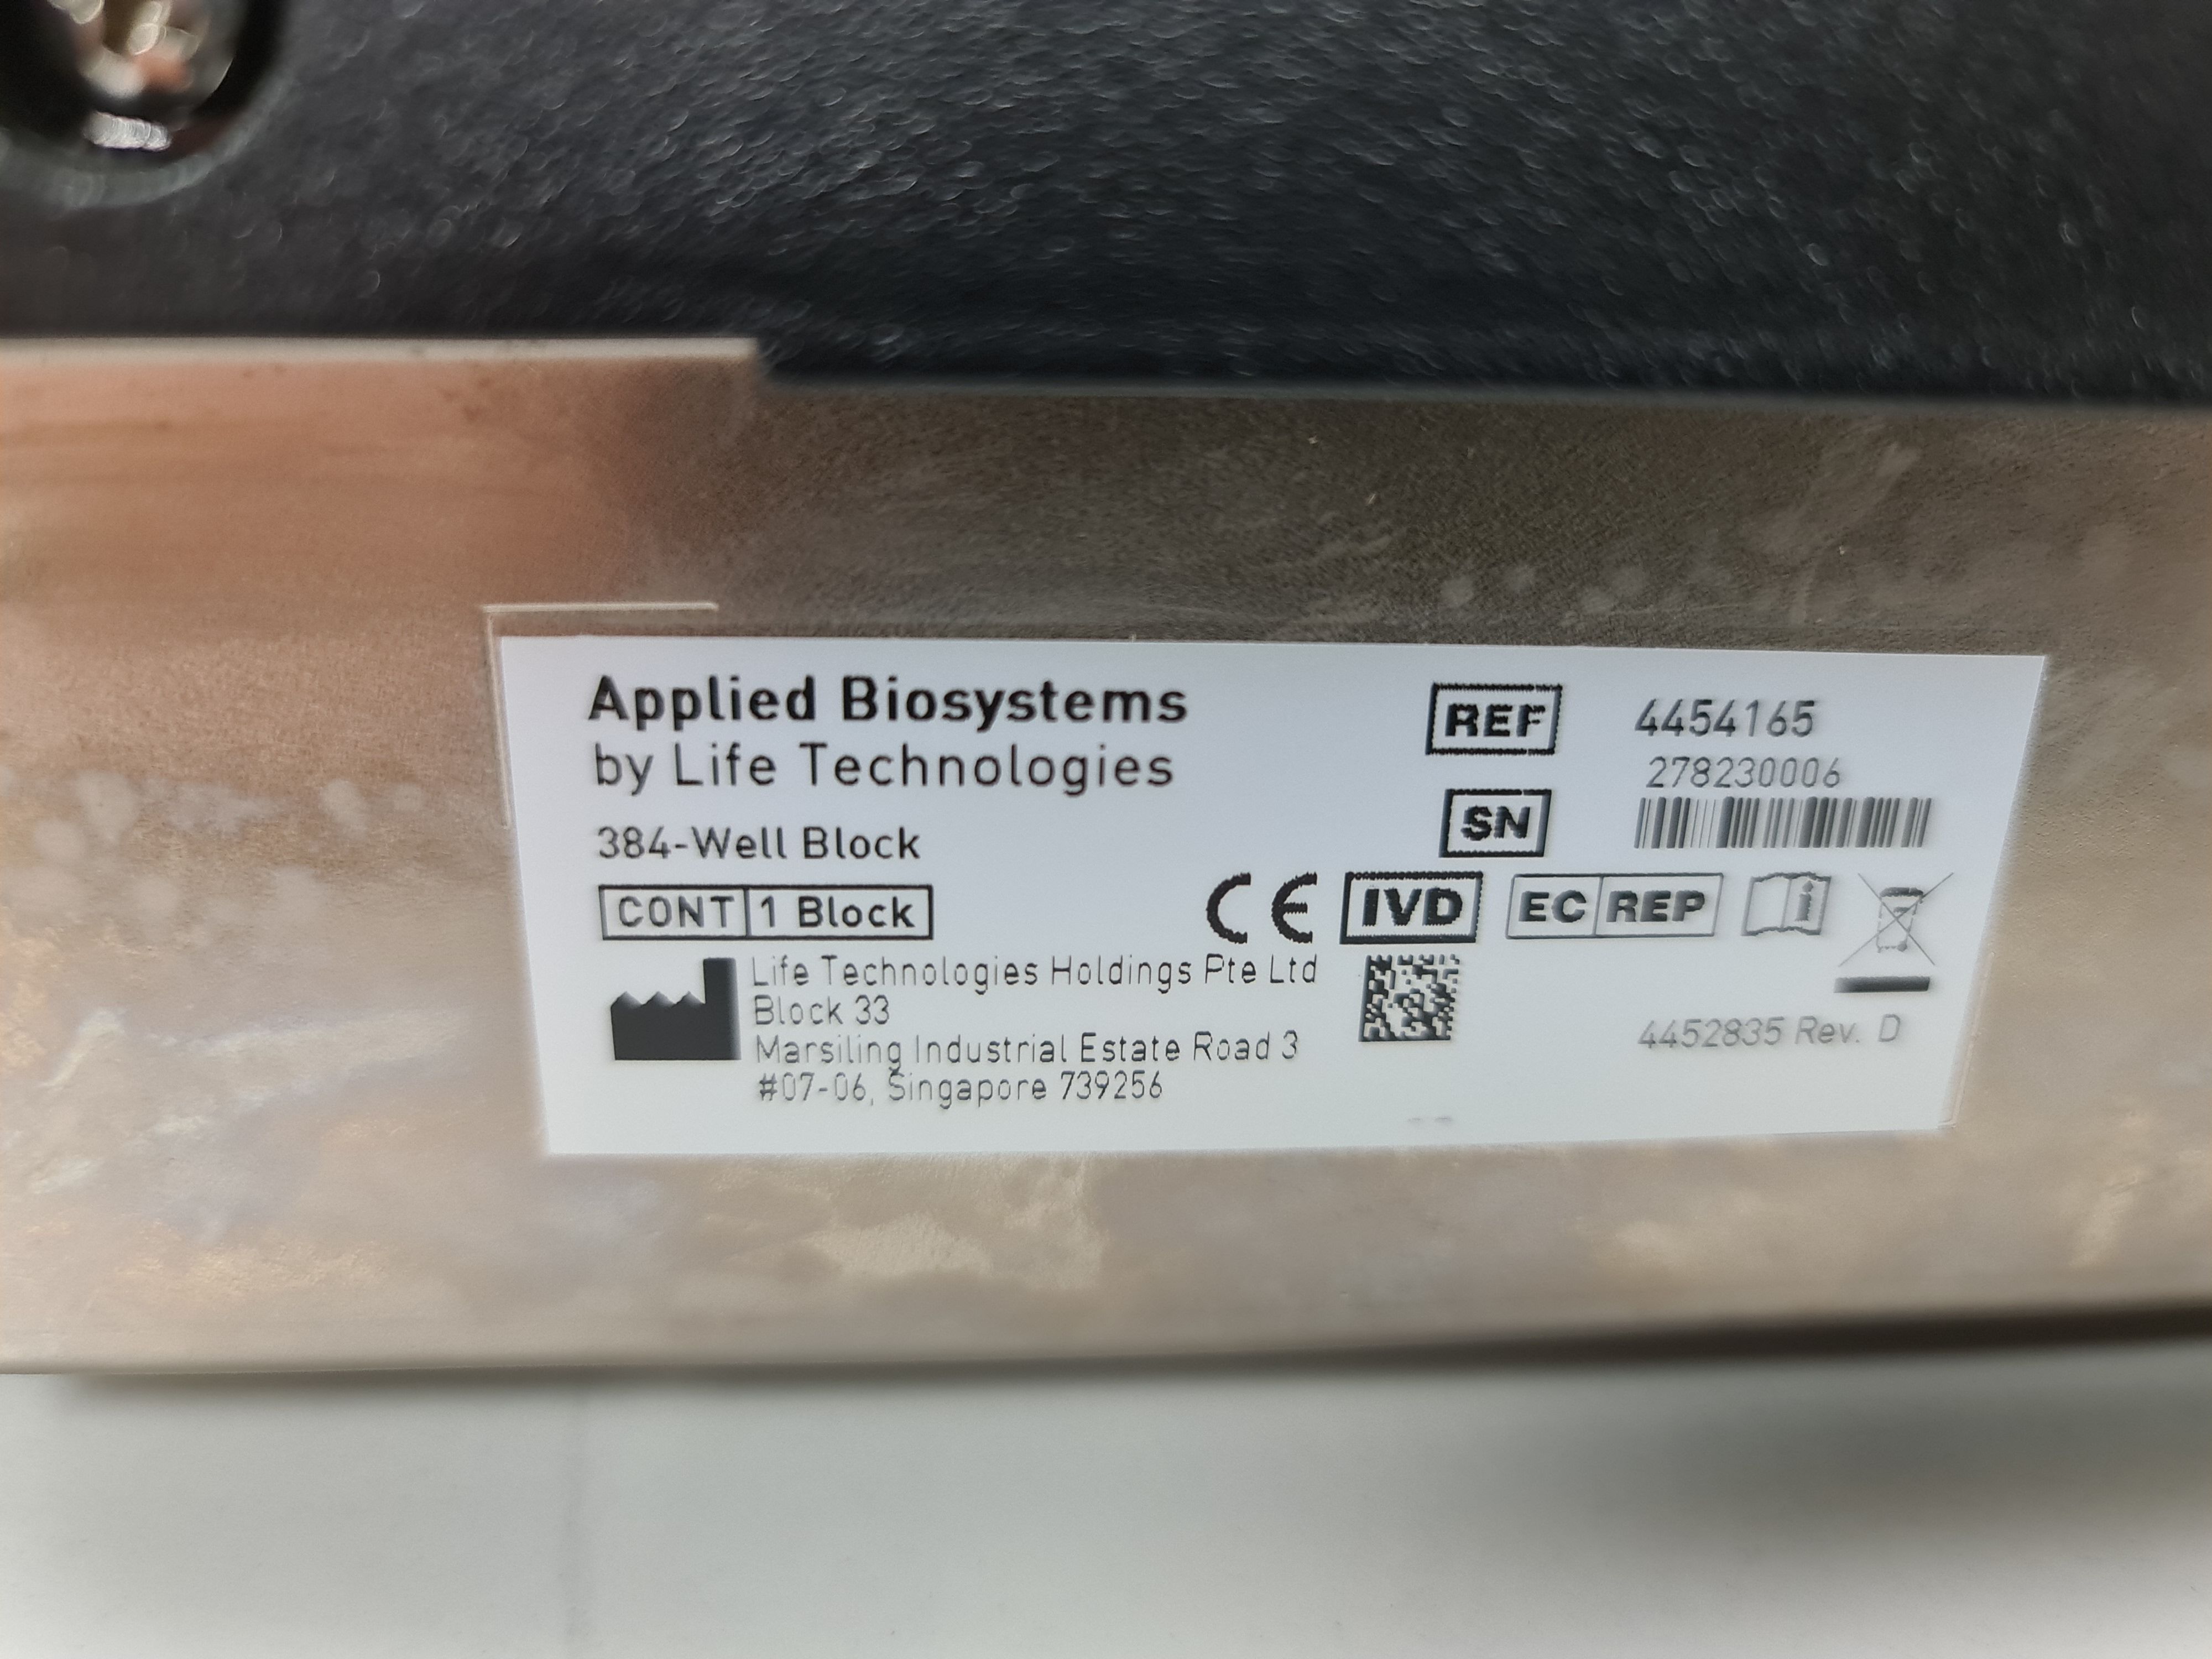 Applied Biosystems
by Life Technologies
384-Well Block
CONT 1 Block
REF 4454165
278230006
SN
CE IVD EC REP i
Life Technologies Holdings Pte Ltd
Block 33
Marsiling Industrial Estate Road 3
#07-06, Singapore 739256
4452835 Rev. D